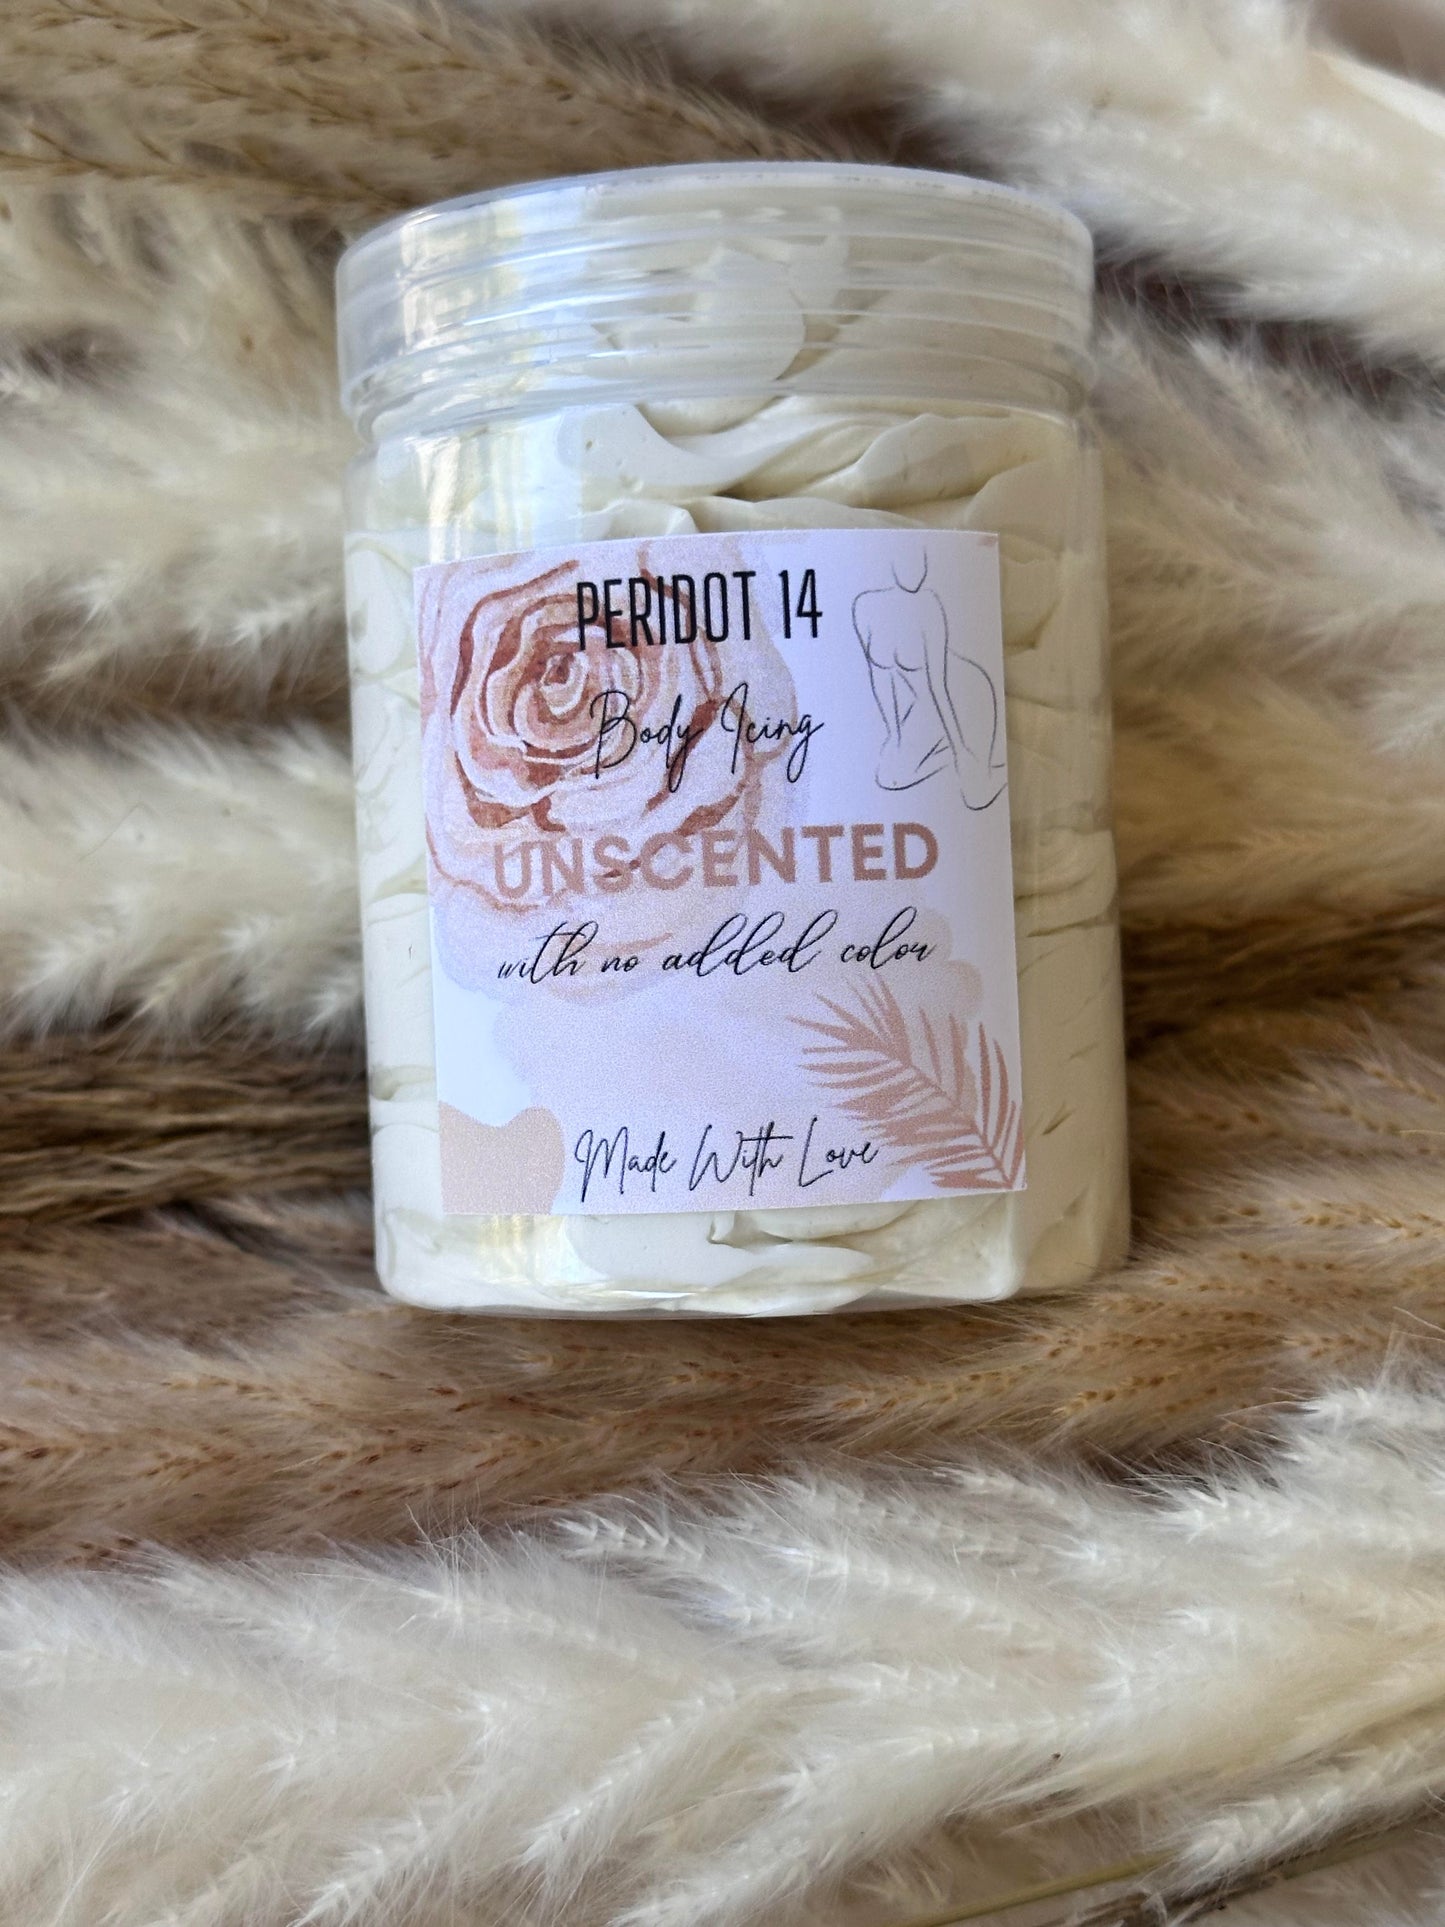 PERIDOT 14
Body Icing
UNSCENTED
with no added colour
Made With Love